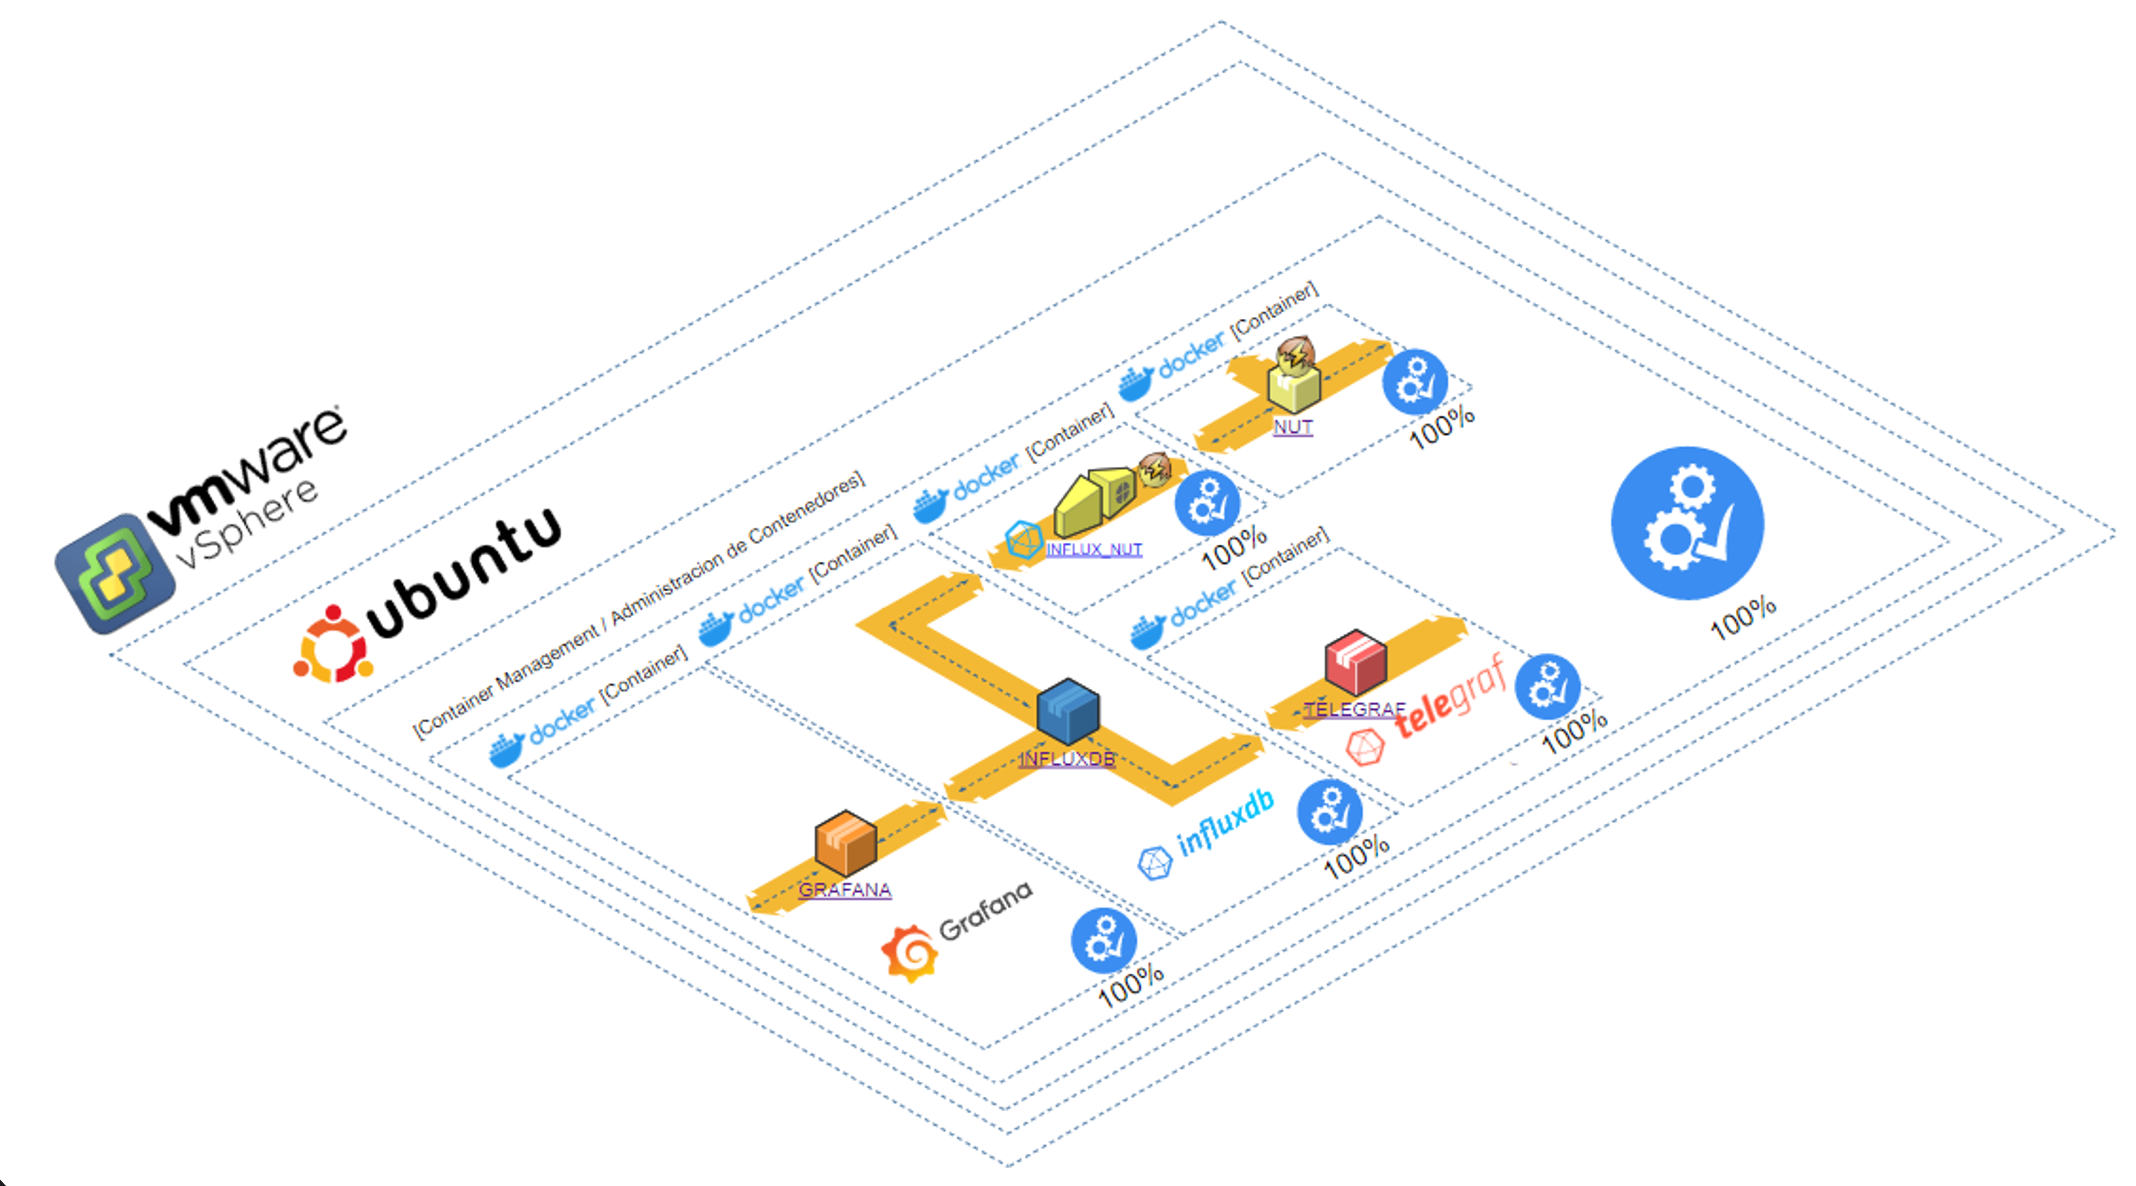 vmware
vSphere
ubuntu
[Container Management / Administracion de Contenedores]
docker [Container]
docker [Container]
docker [Container]
docker [Container]
docker [Container]
NUT
100%
INFLUX_NUT
100%
TELEGRAF
telegraf
100%
INFLUXDB
influxdb
100%
GRAFANA
Grafana
100%
100%